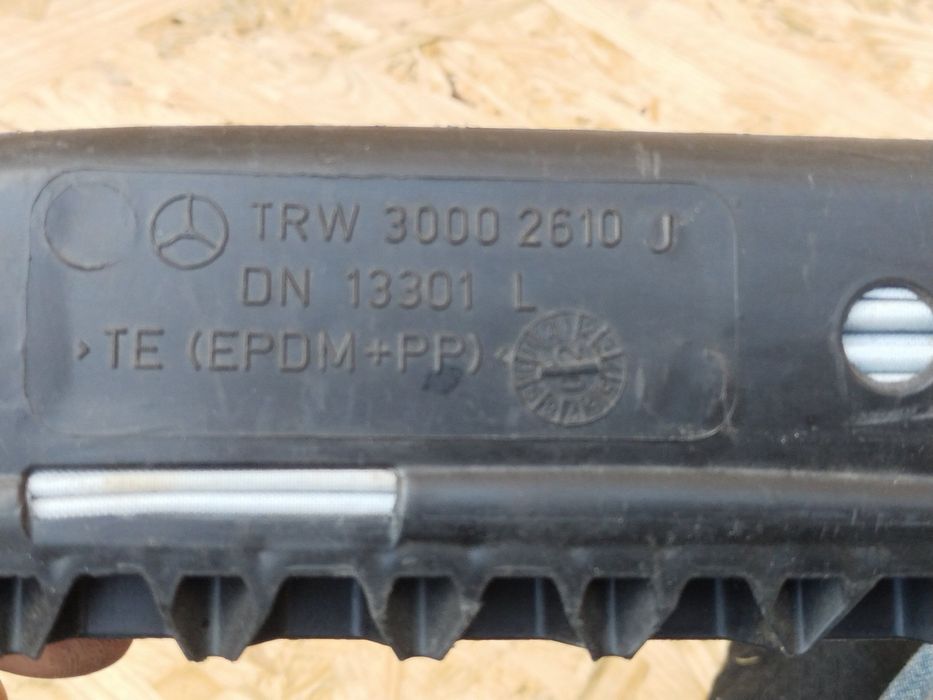 TRW 3000 2610 J
DN 13301 L
>TE (EPDM+PP)<